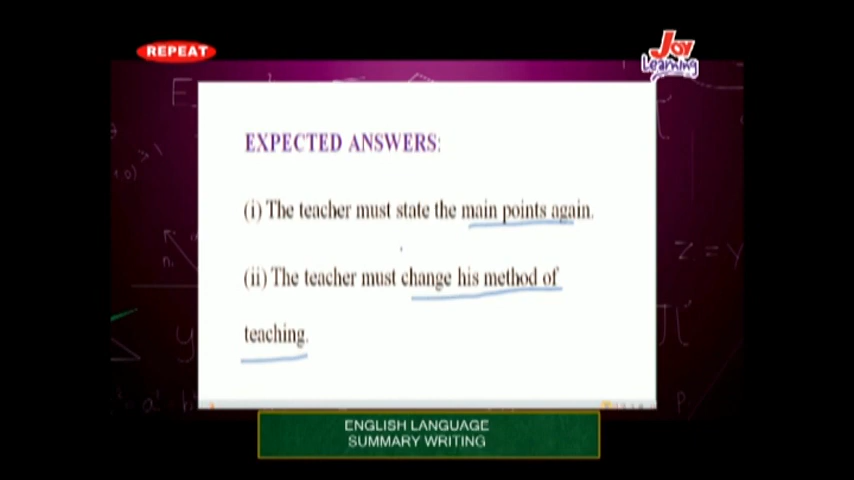 REPEAT
Joy
Learning
EXPECTED ANSWERS:
(i) The teacher must state the main points again.
(ii) The teacher must change his method of
teaching.
ENGLISH LANGUAGE
SUMMARY WRITING